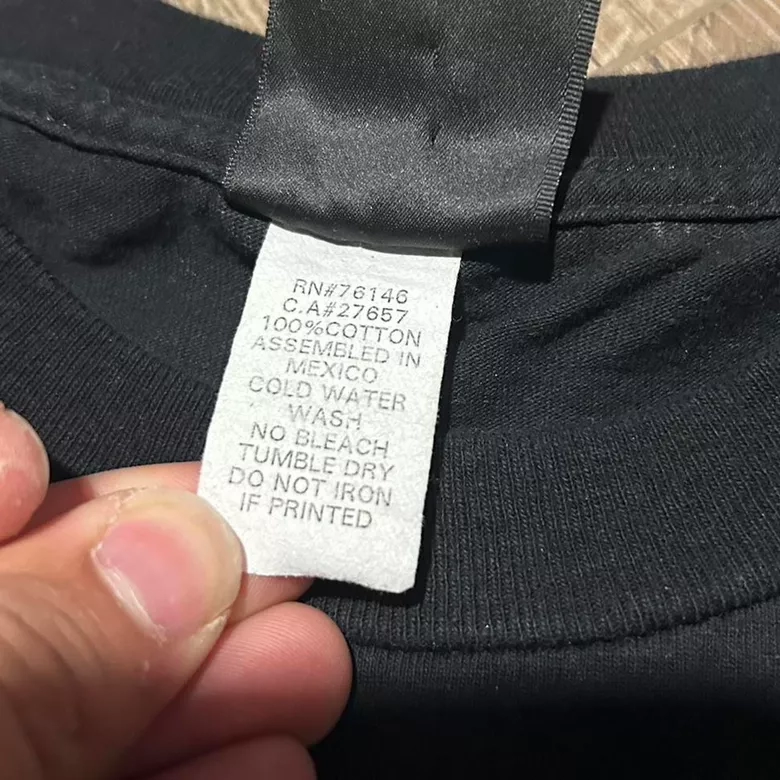 RN#76146
C.A#27657
100%COTTON
ASSEMBLED IN
MEXICO
COLD WATER
WASH
NO BLEACH
TUMBLE DRY
DO NOT IRON
IF PRINTED